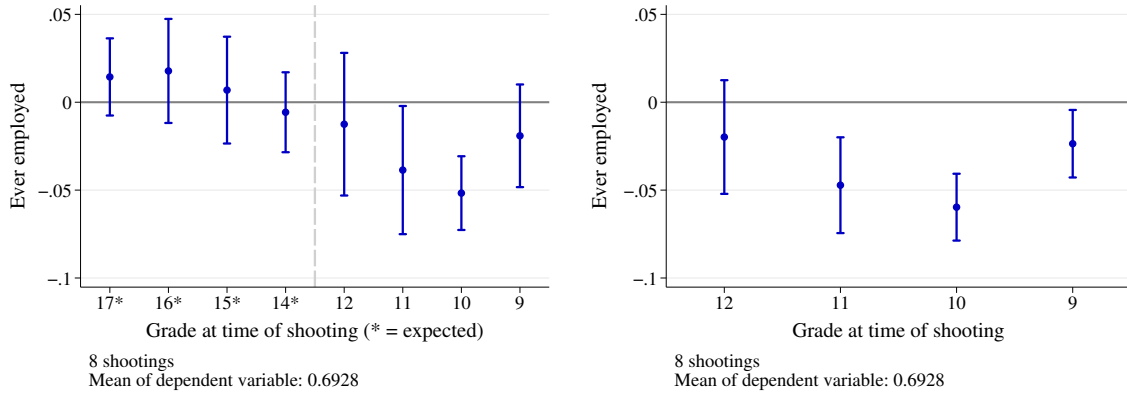 .05
0
−.05
−.1
Ever employed
17* 16* 15* 14* 12 11 10 9
Grade at time of shooting (* = expected)
8 shootings
Mean of dependent variable: 0.6928
.05
0
−.05
−.1
Ever employed
12 11 10 9
Grade at time of shooting
8 shootings
Mean of dependent variable: 0.6928